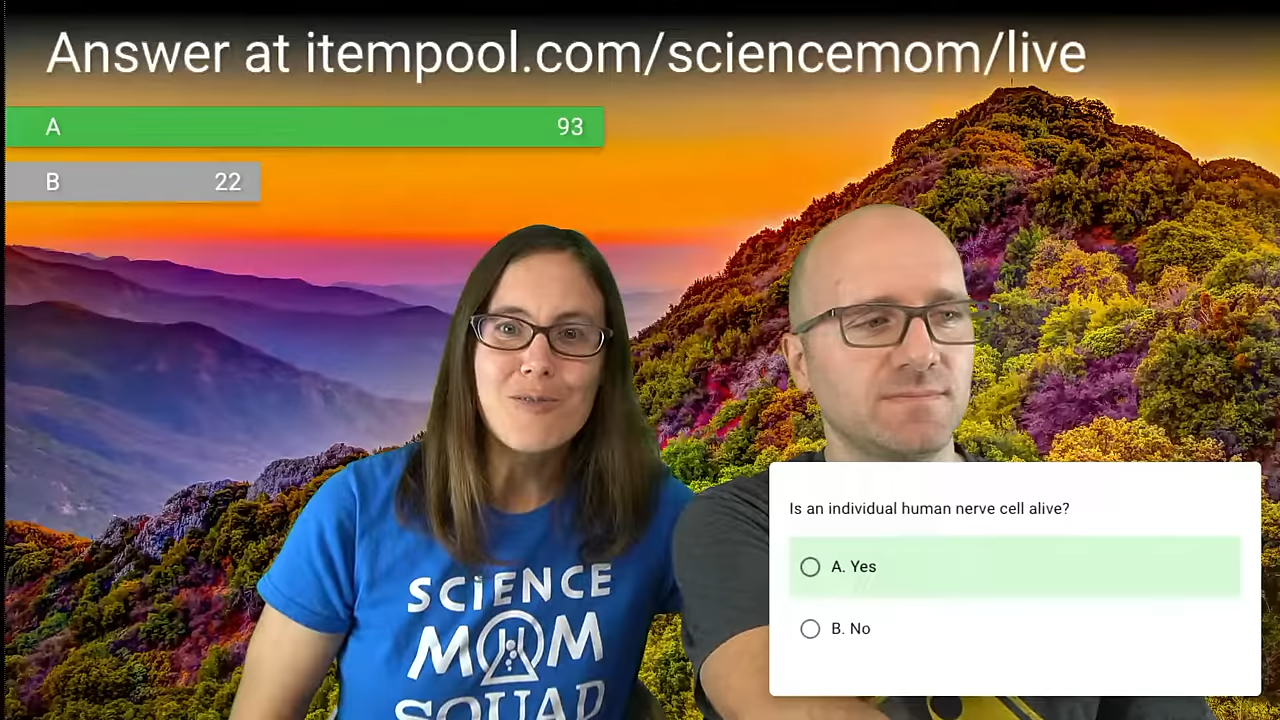 Answer at itempool.com/sciencemom/live
A 93
B 22
SCIENCE
MOM
SQUAD
Is an individual human nerve cell alive?
A. Yes
B. No